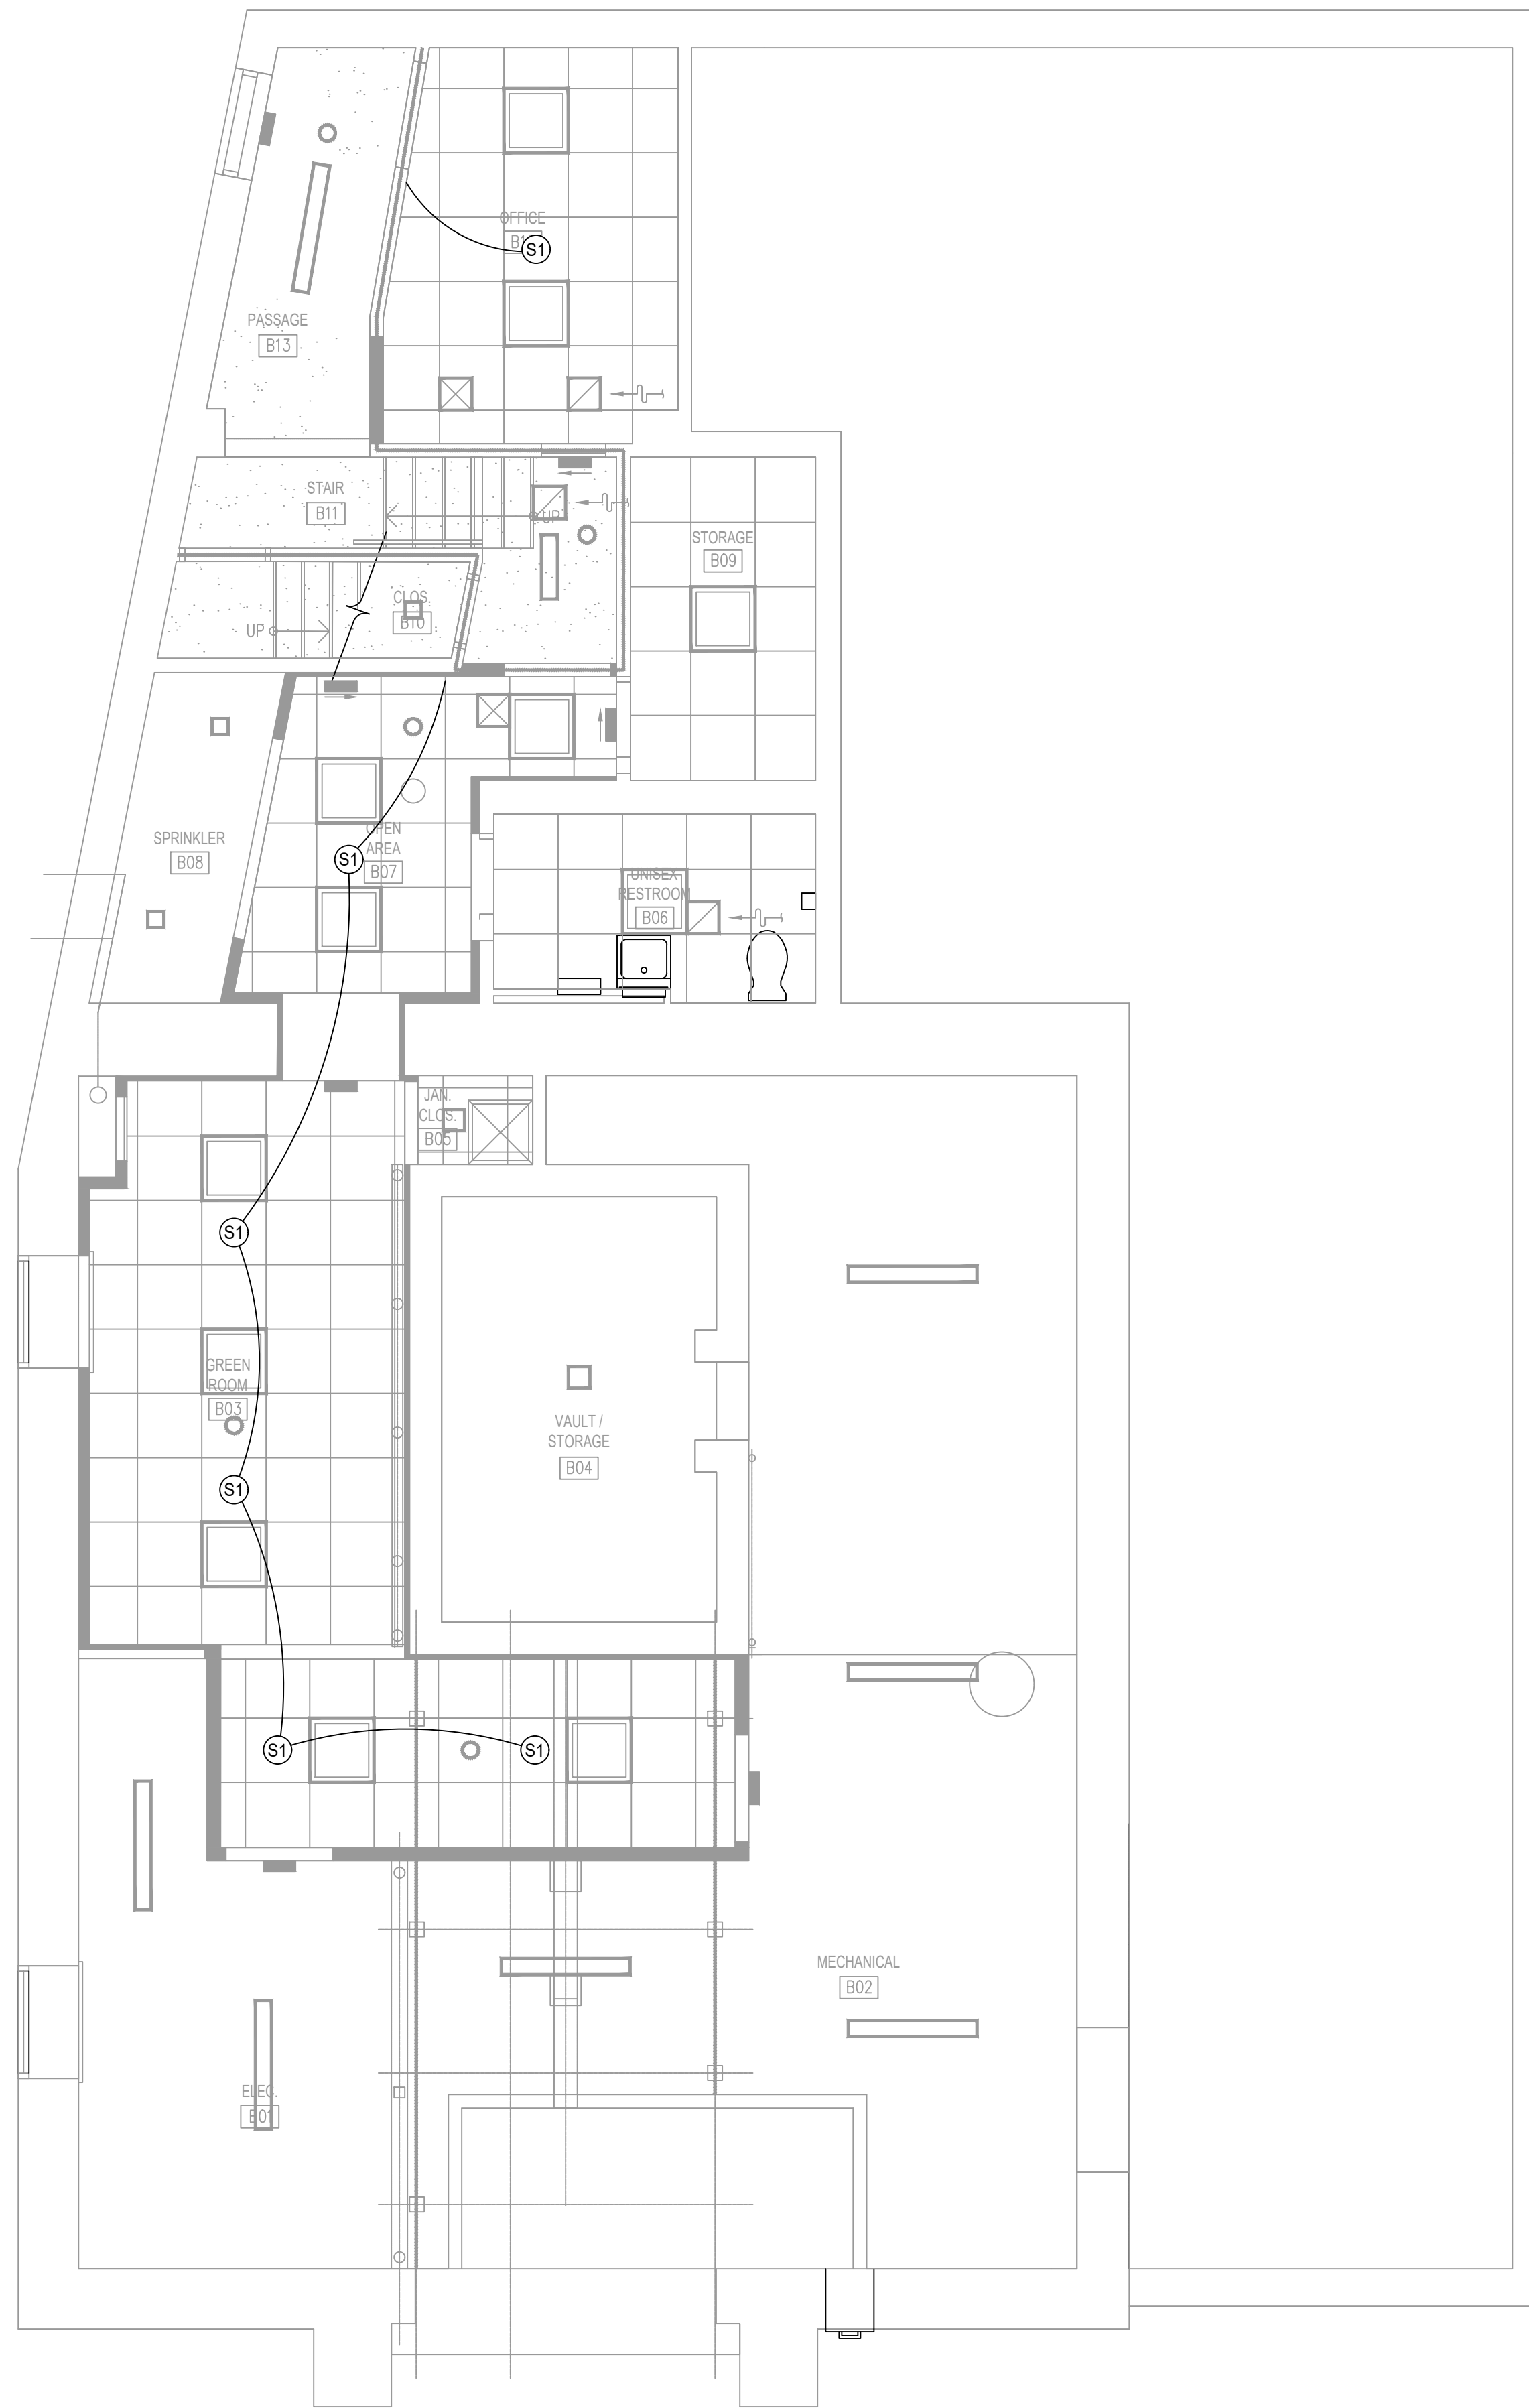 OFFICE
S1
PASSAGE
B13
STAIR
B11
UP
STORAGE
B09
CLOS.
B10
UP
SPRINKLER
B08
OPEN
AREA
B07
S1
UNISEX
RESTROOM
B06
JAN.
CLOS.
B05
S1
GREEN
ROOM
B03
VAULT /
STORAGE
B04
S1
S1
S1
MECHANICAL
B02
ELEC.
B01